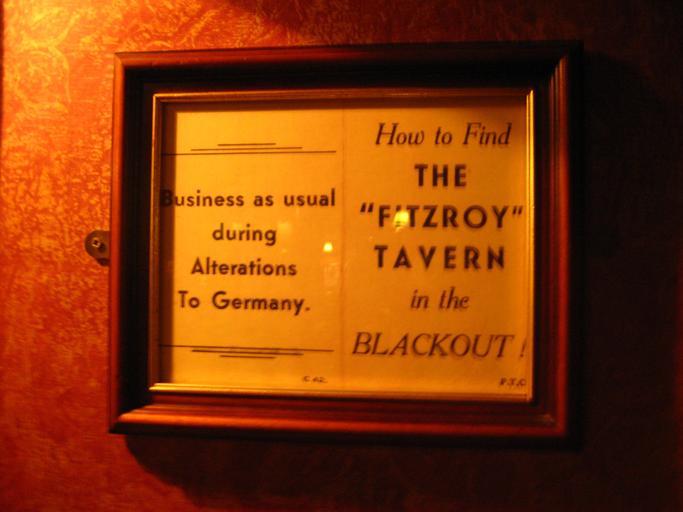 Business as usual
during
Alterations
To Germany.
How to Find
THE
"FITZROY"
TAVERN
in the
BLACKOUT!